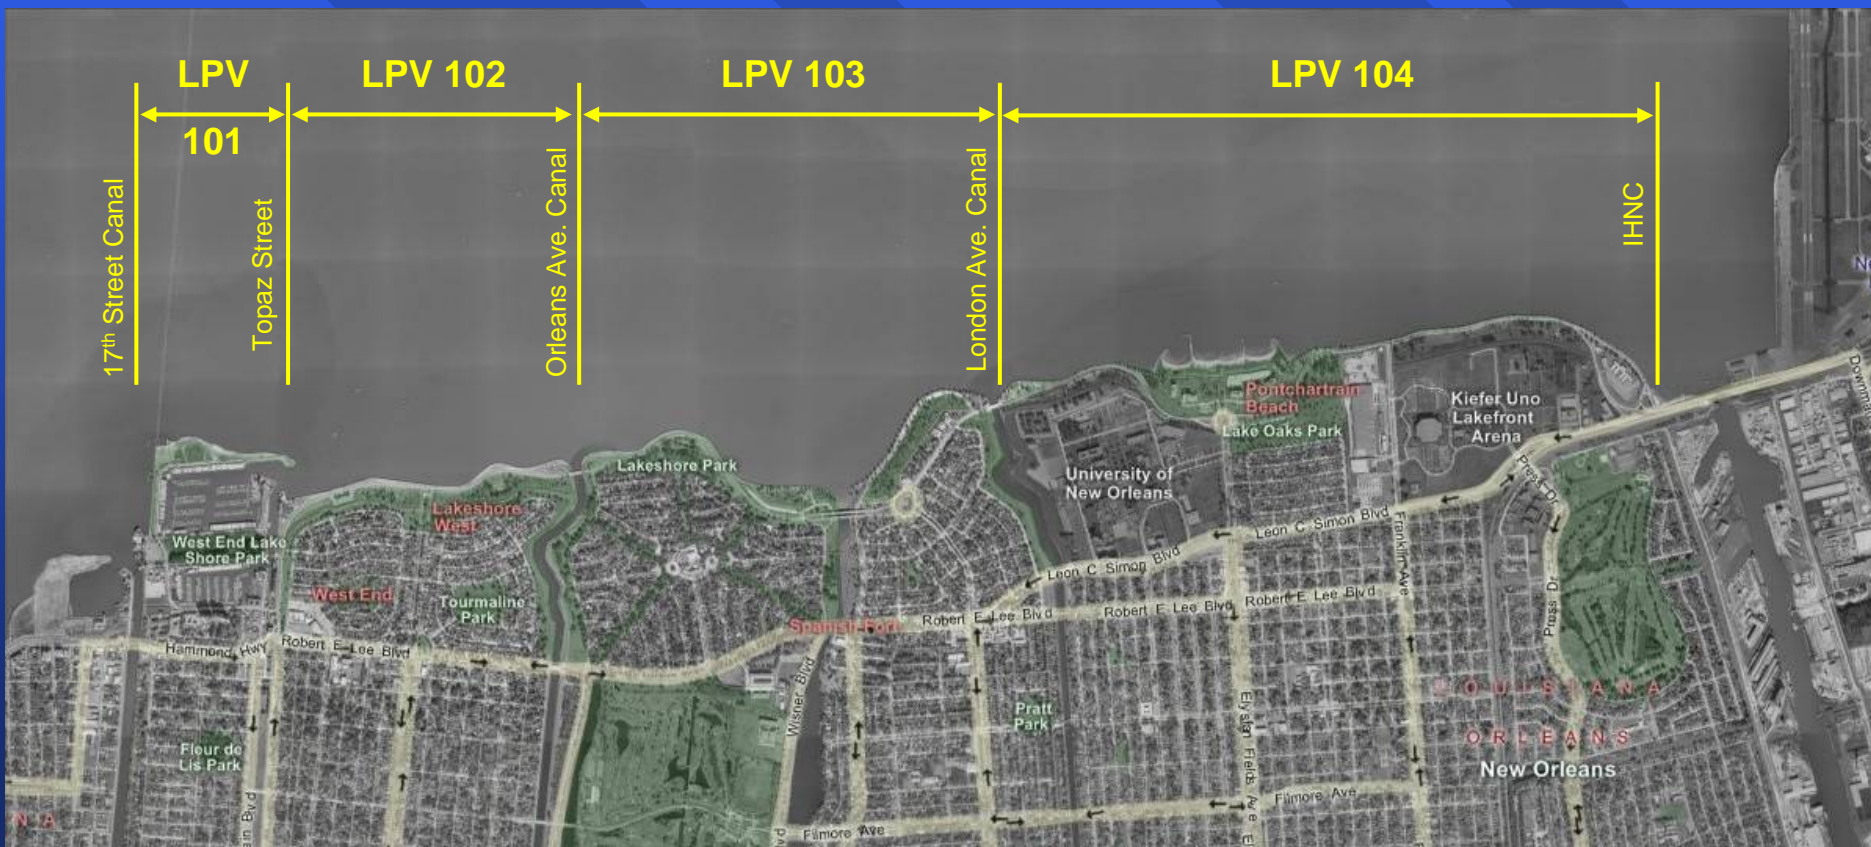 LPV
101
LPV 102
LPV 103
LPV 104
17th Street Canal
Topaz Street
Orleans Ave. Canal
London Ave. Canal
IHNC
Pontchartrain
Beach
Lake Oaks Park
Kiefer Uno
Lakefront
Arena
Lakeshore Park
University of
New Orleans
Lakeshore
West
West End Lake
Shore Park
West End
Tourmaline
Park
Spanish Fort
Hammond Hwy
Robert E Lee Blvd
Robert E Lee Blvd
Robert E Lee Blvd
Robert E Lee Blvd
Leon C Simon Blvd
Leon C Simon Blvd
Press Dr
Press Dr
Franklin Ave
Wisner Blvd
Elysian Fields Ave
Pratt
Park
Fleur de
Lis Park
LOUISIANA
ORLEANS
New Orleans
Filmore Ave
Filmore Ave
N A